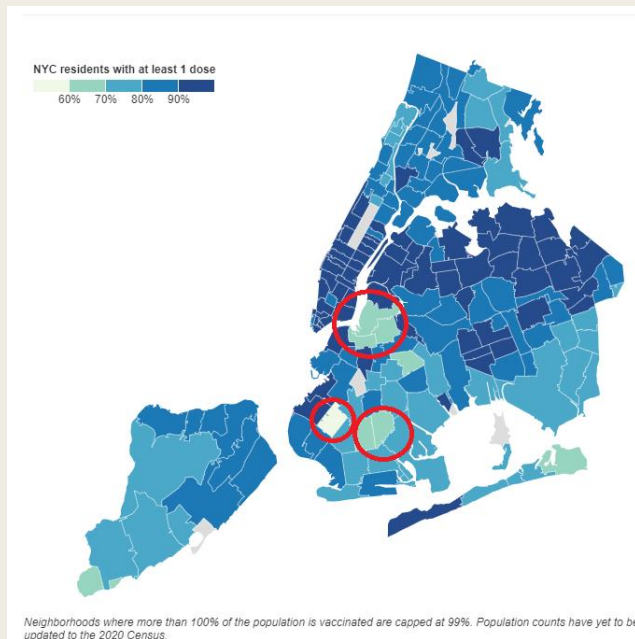 NYC residents with at least 1 dose
60% 70% 80% 90%
Neighborhoods where more than 100% of the population is vaccinated are capped at 99%. Population counts have yet to be
updated to the 2020 Census.